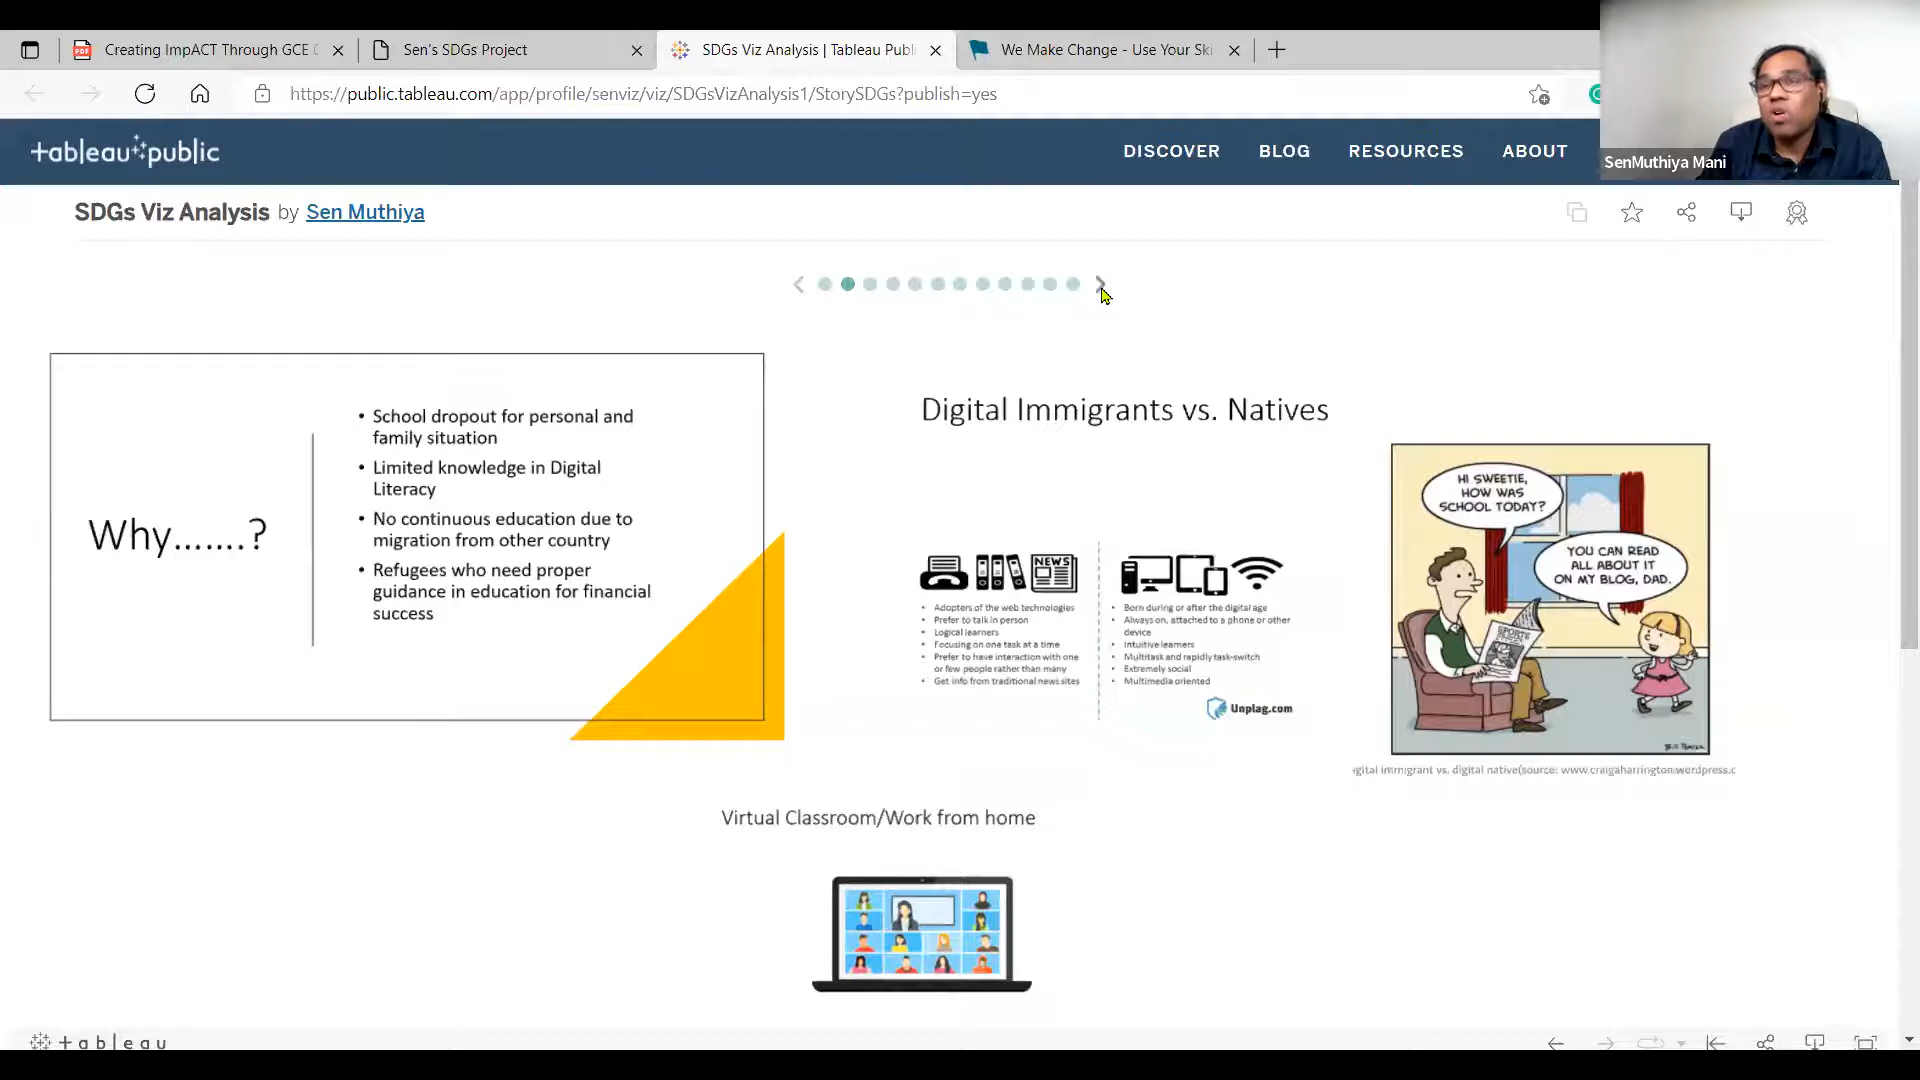 Creating ImpACT Through GCE
Sen's SDGs Project
SDGs Viz Analysis | Tableau Publi
We Make Change - Use Your Ski
https://public.tableau.com/app/profile/senviz/viz/SDGsVizAnalysis1/StorySDGs?publish=yes
SenMuthiya Mani
+ableau public
DISCOVER
BLOG
RESOURCES
ABOUT
SDGs Viz Analysis by Sen Muthiya
Why.......?
• School dropout for personal and
family situation
• Limited knowledge in Digital
Literacy
• No continuous education due to
migration from other country
• Refugees who need proper
guidance in education for financial
success
Digital Immigrants vs. Natives
NEWS
• Adopters of the web technologies
• Prefer to talk in person
• Logical learners
• Focusing on one task at a time
• Prefer to have interaction with one
or few people rather than many
• Get info from traditional news sites
• Born during or after the digital age
• Always on, attached to a phone or other
device
• Intuitive learners
• Multitask and rapidly task-switch
• Extremely social
• Multimedia oriented
Unplag.com
HI SWEETIE,
HOW WAS
SCHOOL TODAY?
YOU CAN READ
ALL ABOUT IT
ON MY BLOG, DAD.
SPORTS
igital immigrant vs. digital native(source: www.craigaharrington.wordpress.c
Virtual Classroom/Work from home
+ableau